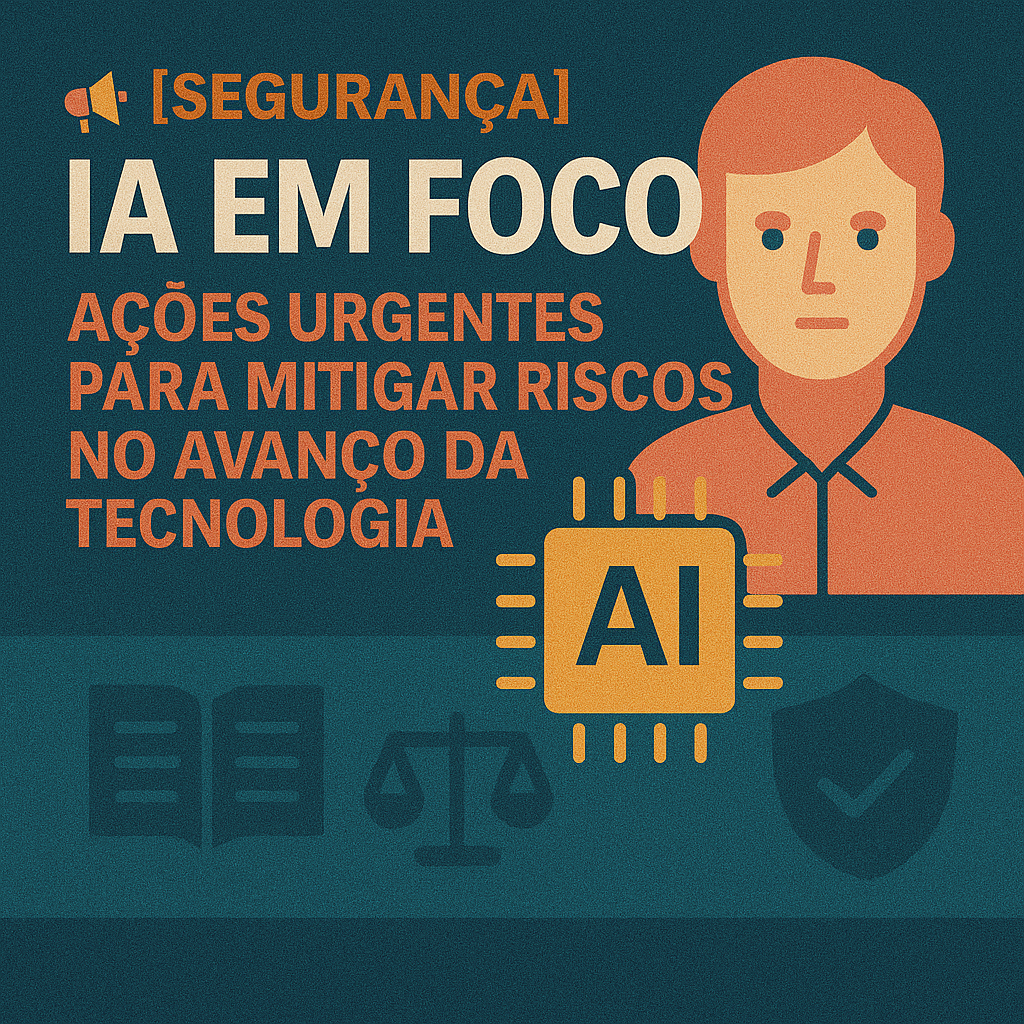 [SEGURANÇA]
IA EM FOCO
AÇÕES URGENTES
PARA MITIGAR RISCOS
NO AVANÇO DA
TECNOLOGIA
AI